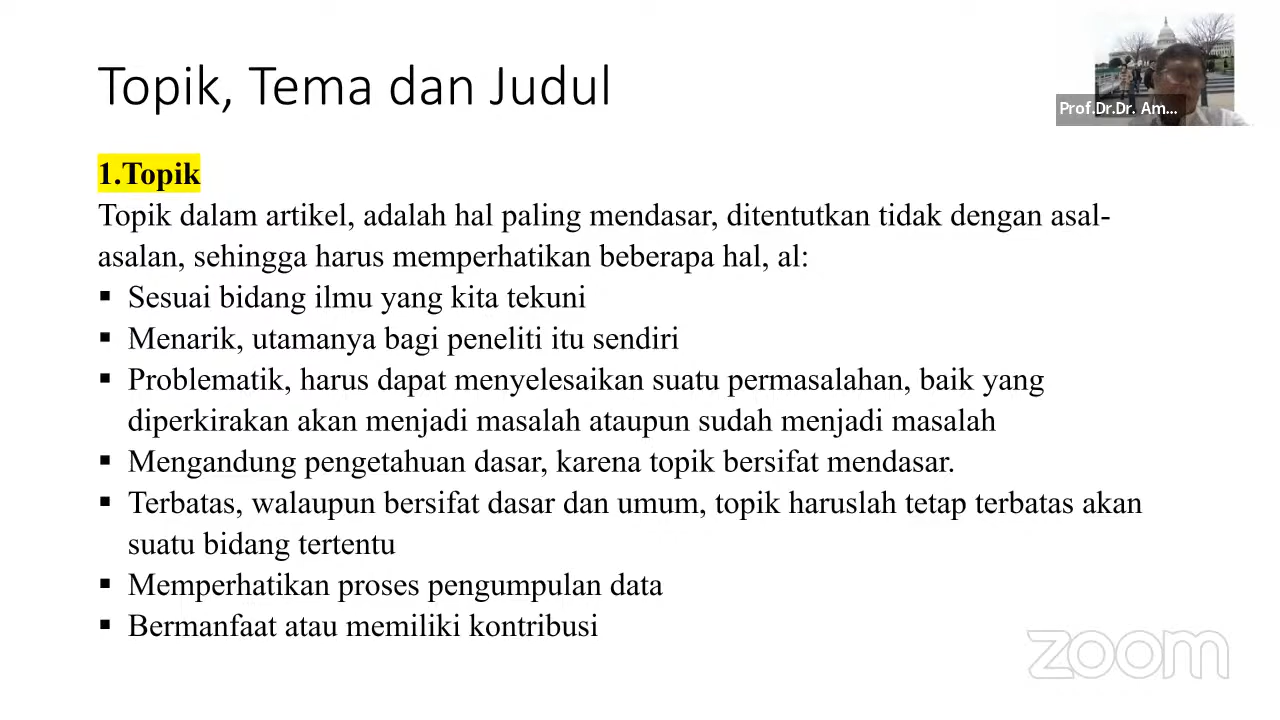 Topik, Tema dan Judul
Prof.Dr.Dr. Am...
1.Topik
Topik dalam artikel, adalah hal paling mendasar, ditentutkan tidak dengan asal-
asalan, sehingga harus memperhatikan beberapa hal, al:
▪ Sesuai bidang ilmu yang kita tekuni
▪ Menarik, utamanya bagi peneliti itu sendiri
▪ Problematik, harus dapat menyelesaikan suatu permasalahan, baik yang
diperkirakan akan menjadi masalah ataupun sudah menjadi masalah
▪ Mengandung pengetahuan dasar, karena topik bersifat mendasar.
▪ Terbatas, walaupun bersifat dasar dan umum, topik haruslah tetap terbatas akan
suatu bidang tertentu
▪ Memperhatikan proses pengumpulan data
▪ Bermanfaat atau memiliki kontribusi
zoom